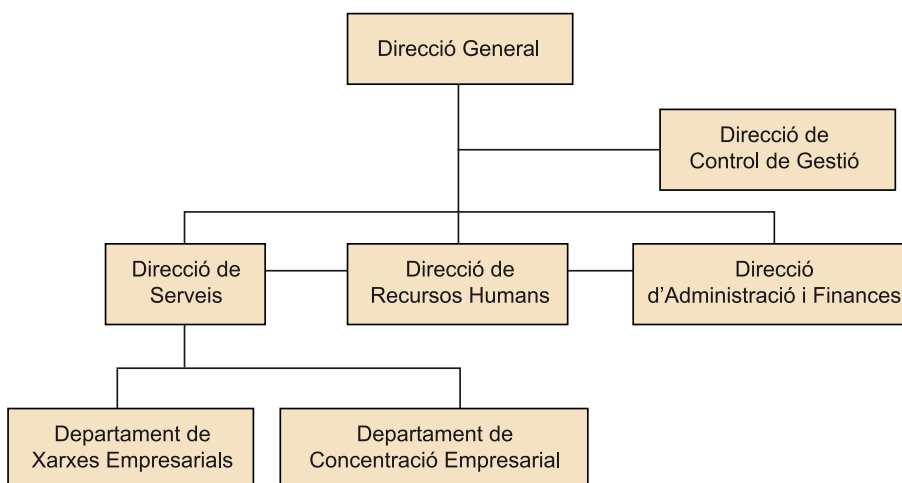 Direcció General
Direcció de
Control de Gestió
Direcció de
Serveis
Direcció de
Recursos Humans
Direcció
d’Administració i Finances
Departament de
Xarxes Empresarials
Departament de
Concentració Empresarial